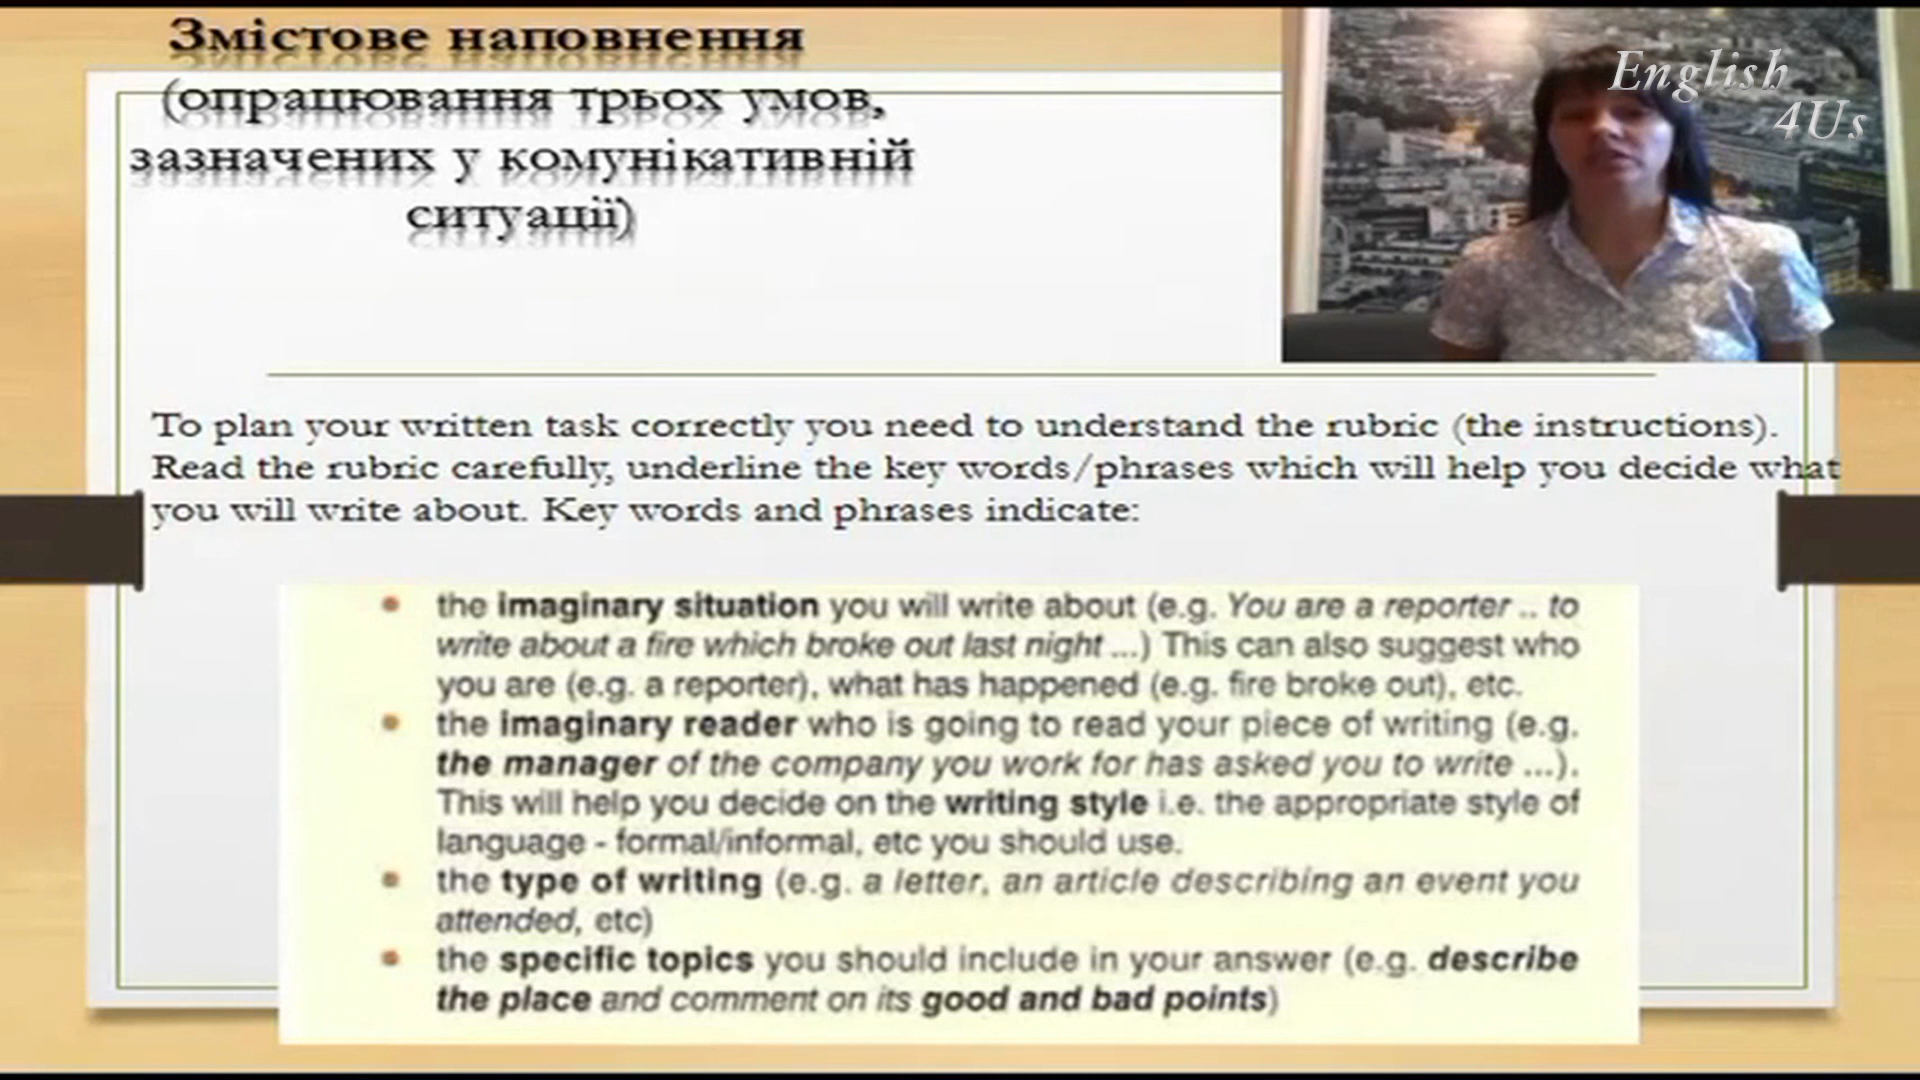 Змістове наповнення
(опрацювання трьох умов,
зазначених у комунікативній
ситуації)
English
4Us
To plan your written task correctly you need to understand the rubric (the instructions).
Read the rubric carefully, underline the key words/phrases which will help you decide what
you will write about. Key words and phrases indicate:
• the imaginary situation you will write about (e.g. You are a reporter .. to
write about a fire which broke out last night ...) This can also suggest who
you are (e.g. a reporter), what has happened (e.g. fire broke out), etc.
• the imaginary reader who is going to read your piece of writing (e.g.
the manager of the company you work for has asked you to write ...).
This will help you decide on the writing style i.e. the appropriate style of
language - formal/informal, etc you should use.
• the type of writing (e.g. a letter, an article describing an event you
attended, etc)
• the specific topics you should include in your answer (e.g. describe
the place and comment on its good and bad points)